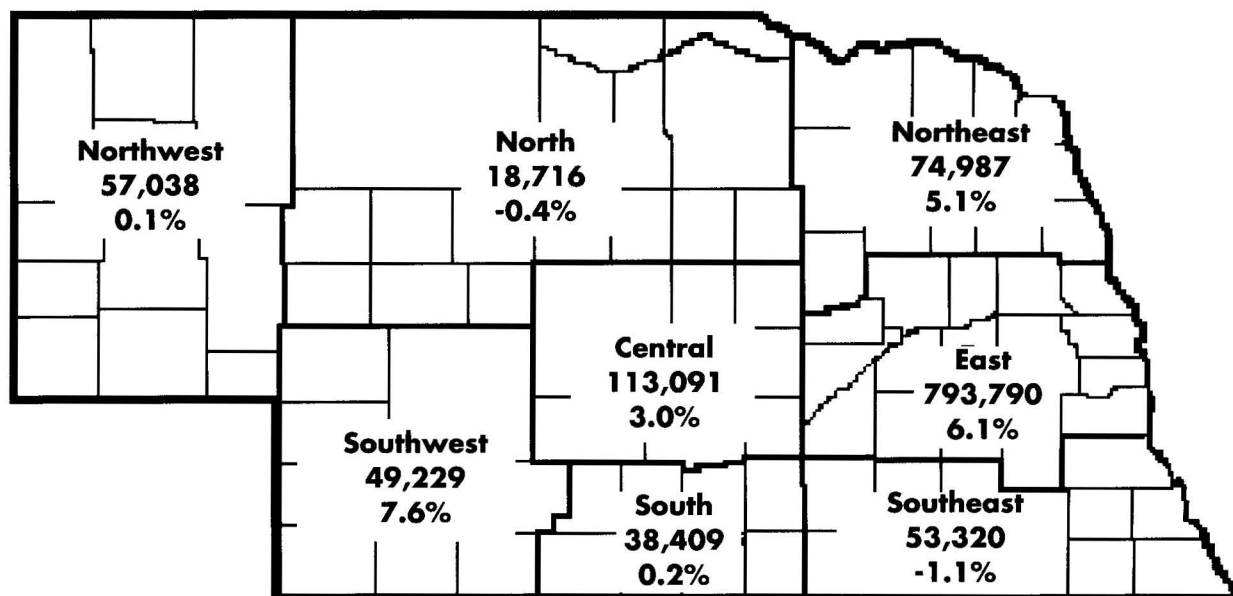 Northwest
57,038
0.1%
North
18,716
-0.4%
Northeast
74,987
5.1%
Central
113,091
3.0%
East
793,790
6.1%
Southwest
49,229
7.6%
South
38,409
0.2%
Southeast
53,320
-1.1%